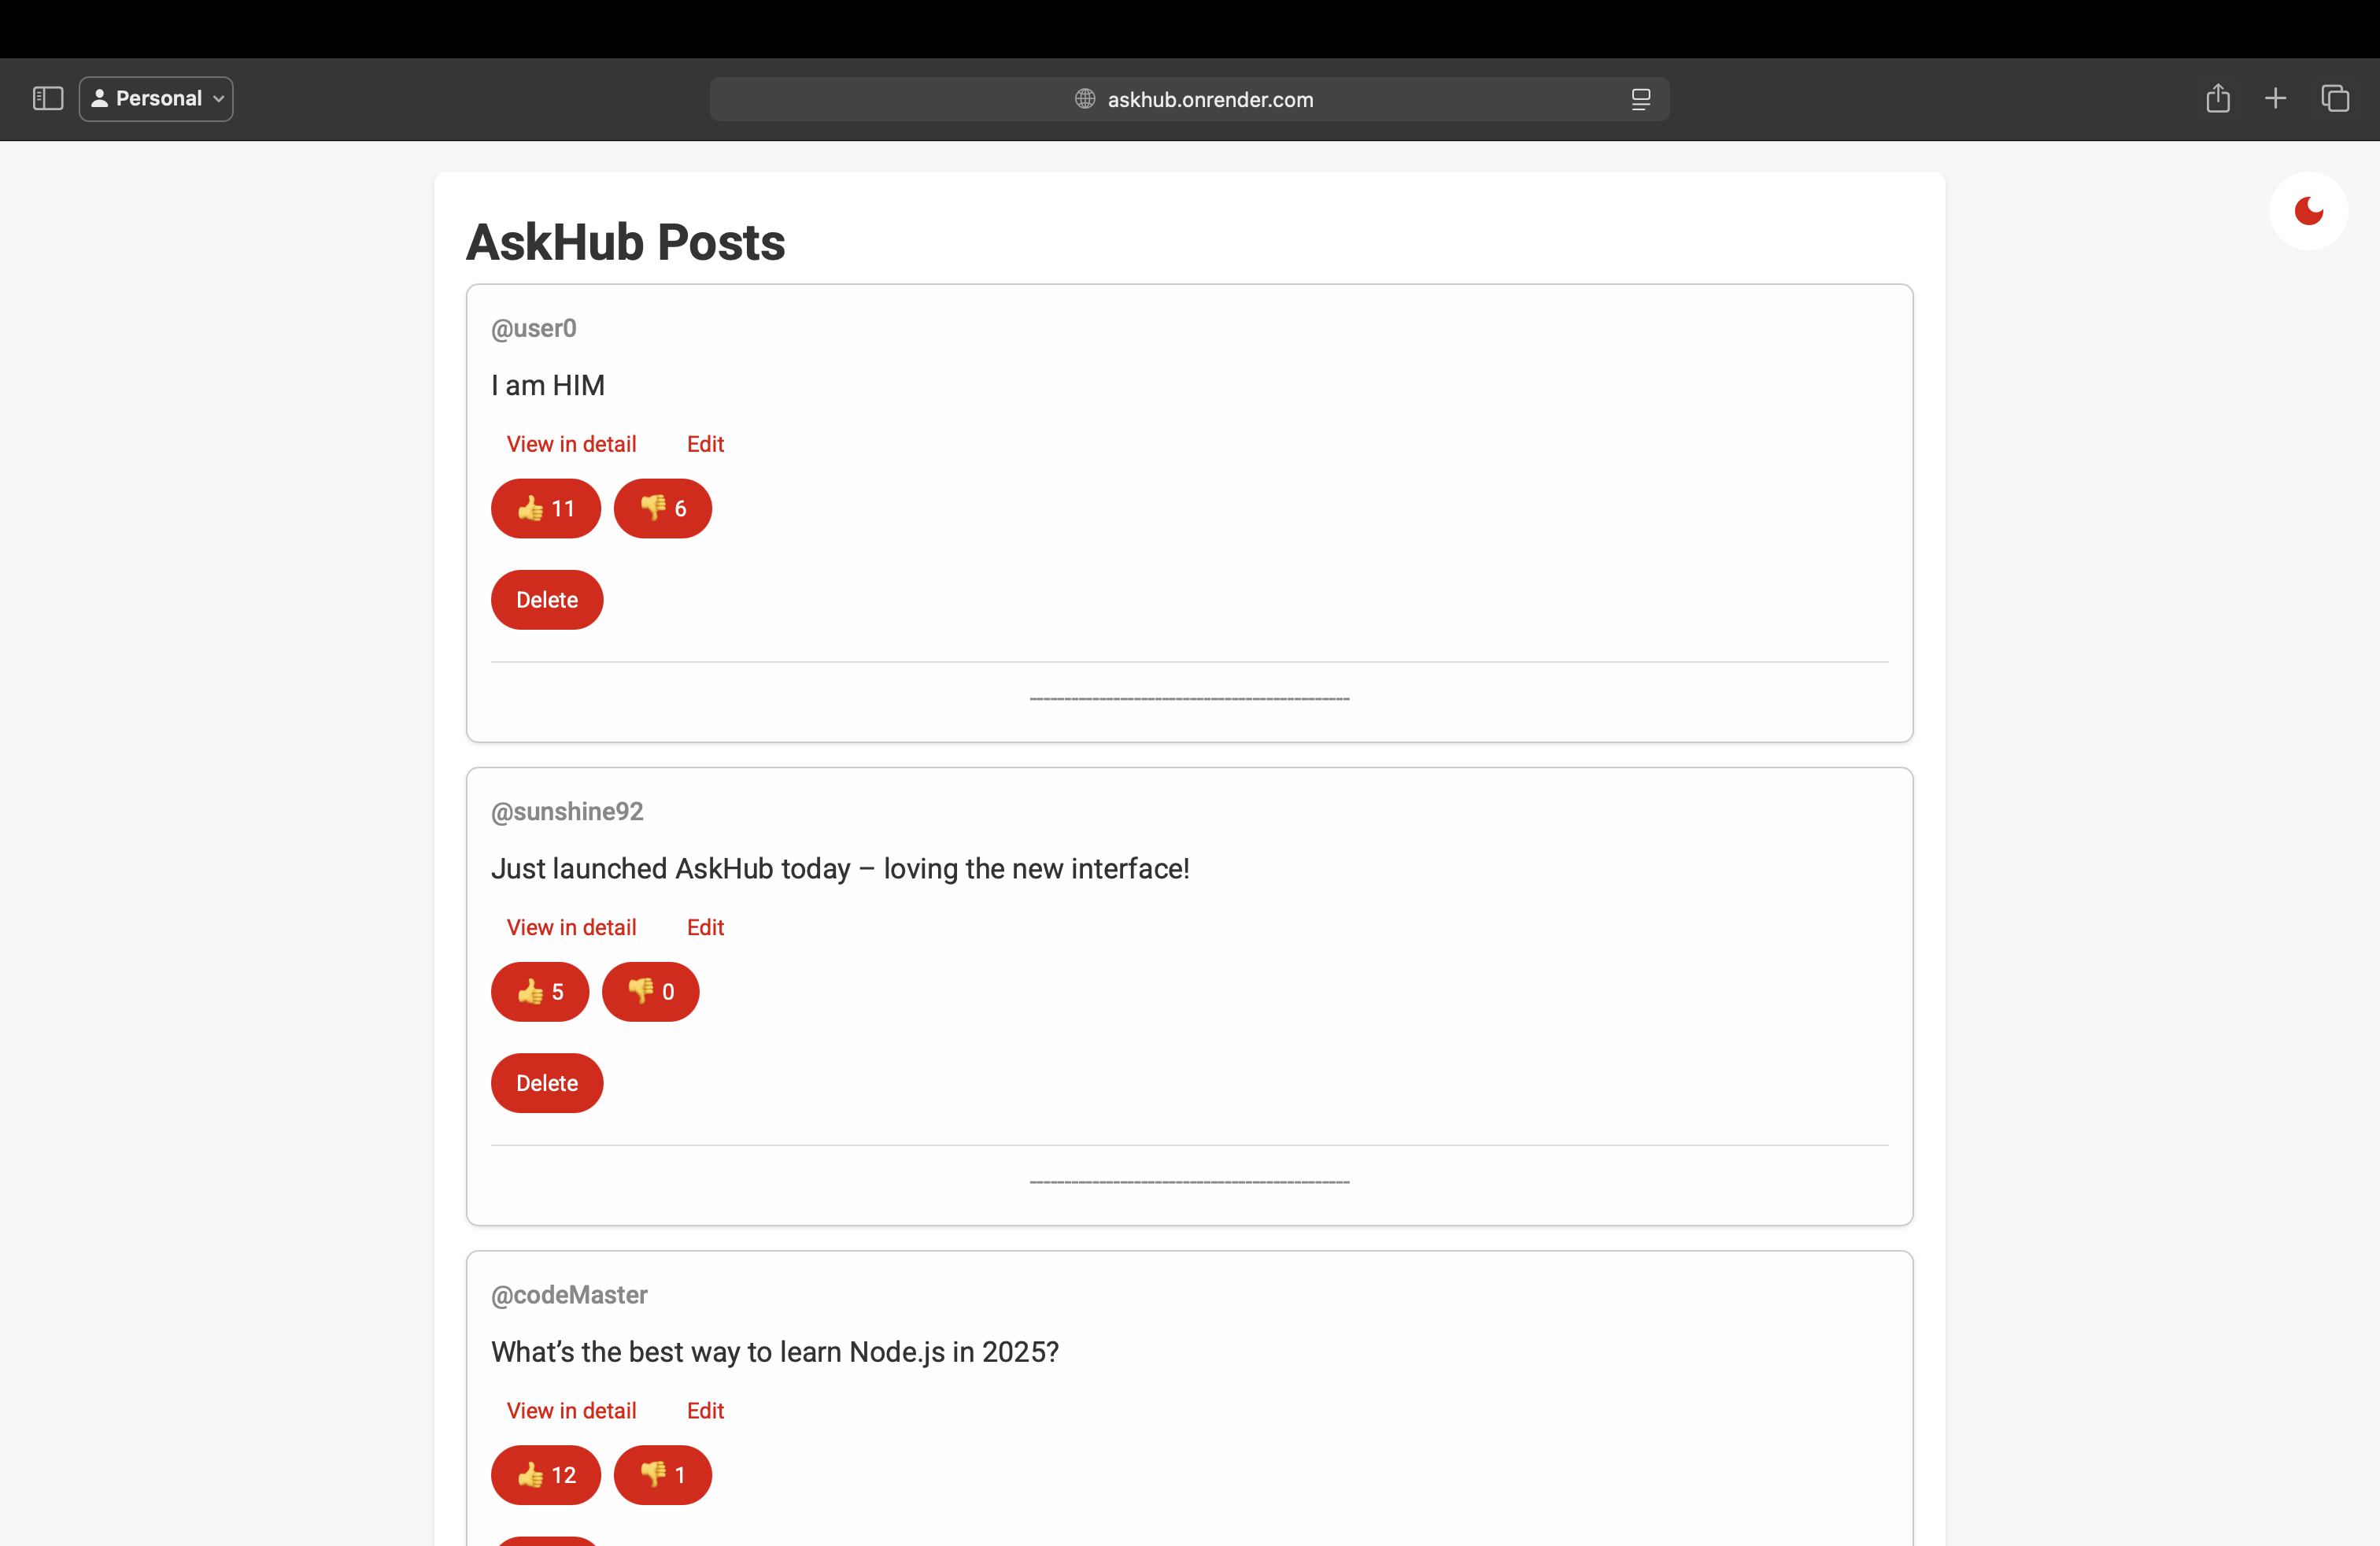 Personal
askhub.onrender.com
AskHub Posts
@user0
I am HIM
View in detail Edit
👍 11 👎 6
Delete
@sunshine92
Just launched AskHub today – loving the new interface!
View in detail Edit
👍 5 👎 0
Delete
@codeMaster
What’s the best way to learn Node.js in 2025?
View in detail Edit
👍 12 👎 1